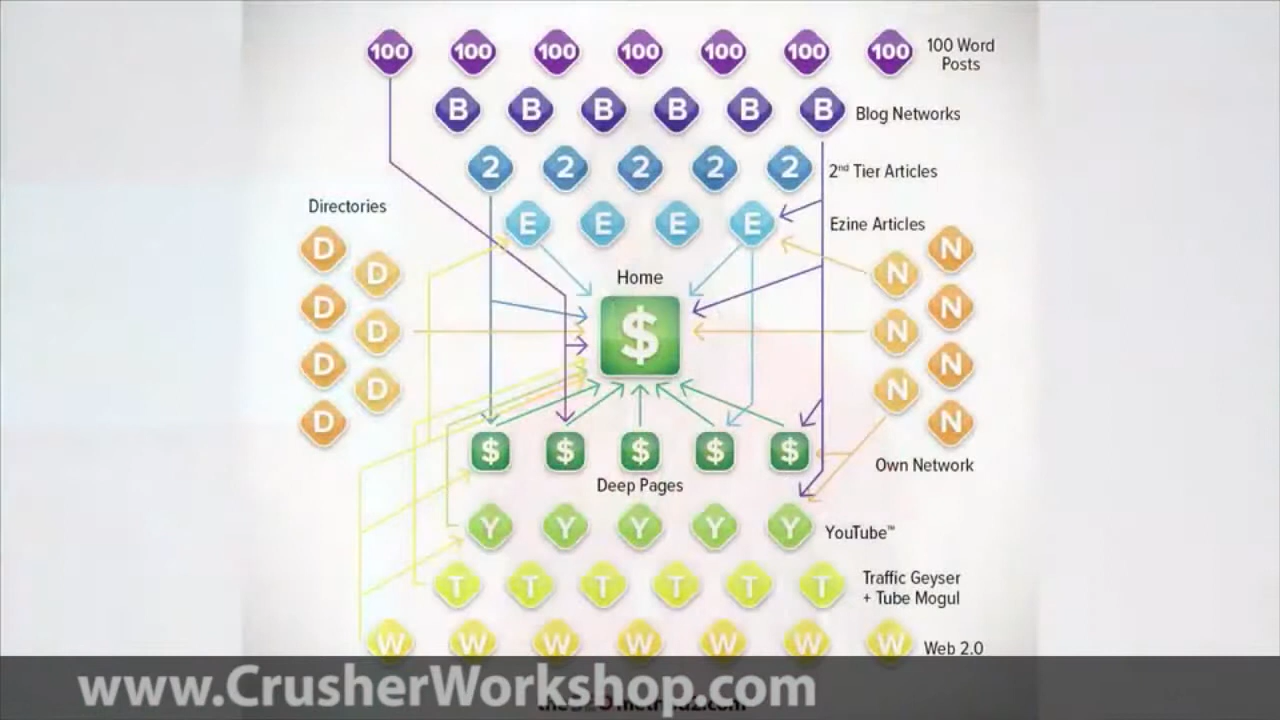 100 100 100 100 100 100 100 100 Word
Posts
B B B B B B Blog Networks
2 2 2 2 2 2nd Tier Articles
Directories
E E E E Ezine Articles
D D D D D D D
N N N N N N N
Home
$
$ $ $ $ $
Deep Pages
Own Network
Y Y Y Y Y YouTube™
T T T T T T Traffic Geyser
+ Tube Mogul
W W W W W W W Web 2.0
www.CrusherWorkshop.com